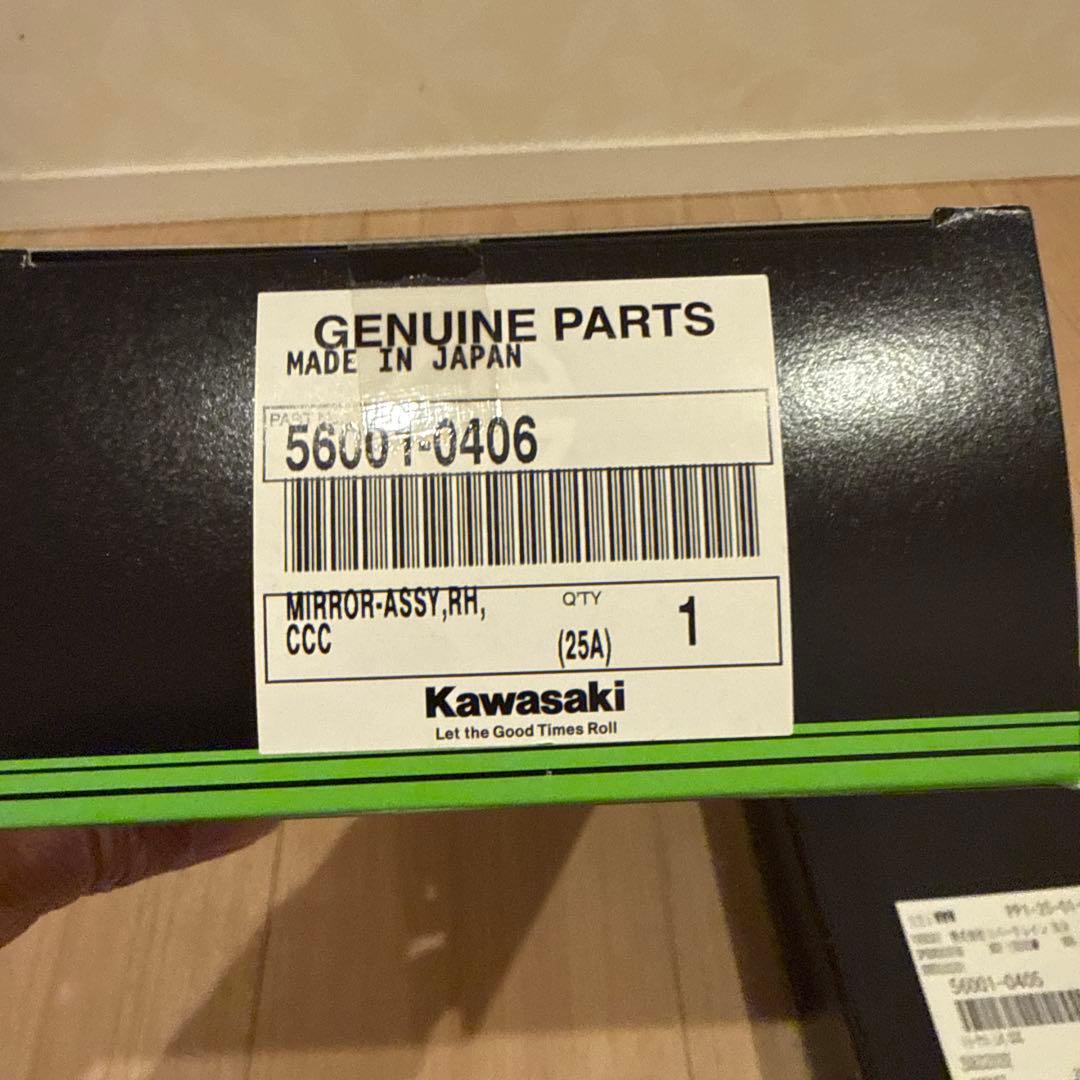 GENUINE PARTS
MADE IN JAPAN
PART
56001-0406
MIRROR-ASSY,RH,
CCC
Q'TY
(25A)
1
Kawasaki
Let the Good Times Roll
56001-0405